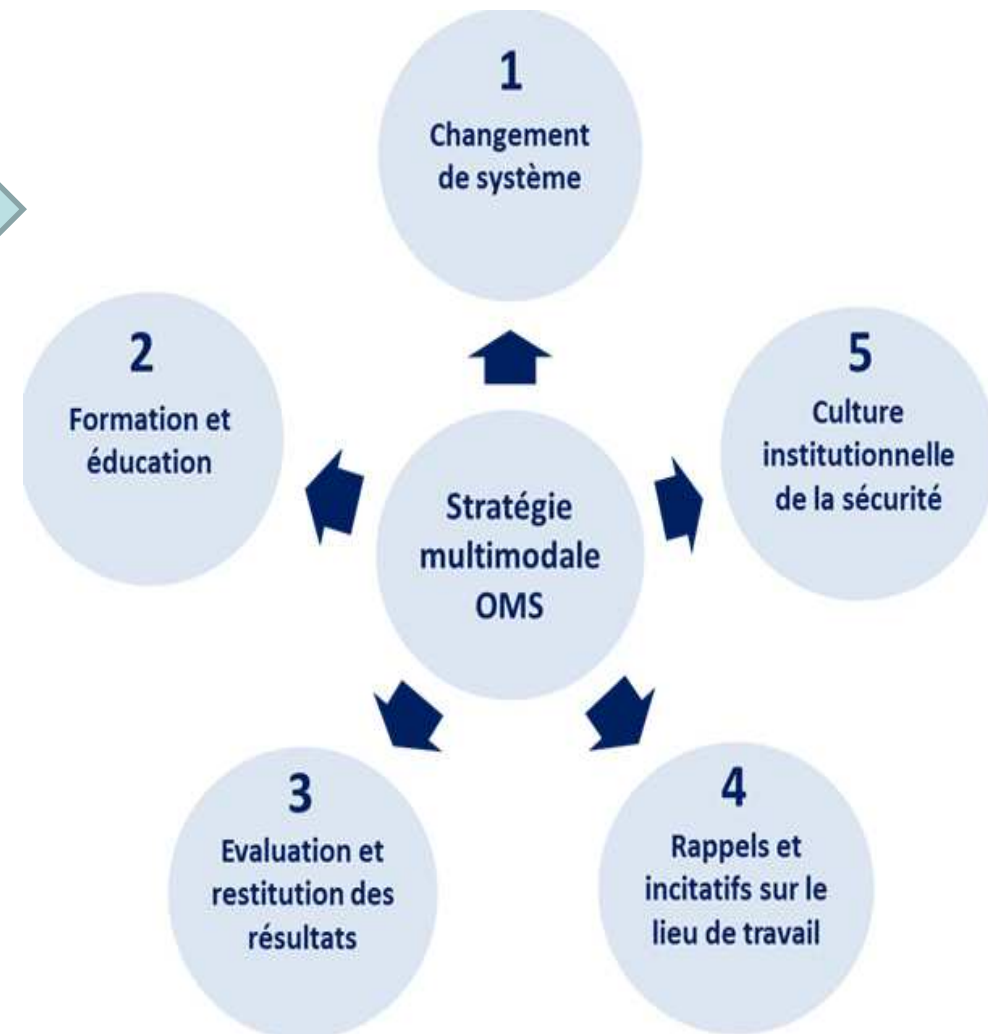 1
Changement
de système
2
Formation et
éducation
5
Culture
institutionnelle
de la sécurité
Stratégie
multimodale
OMS
3
Evaluation et
restitution des
résultats
4
Rappels et
incitatifs sur le
lieu de travail